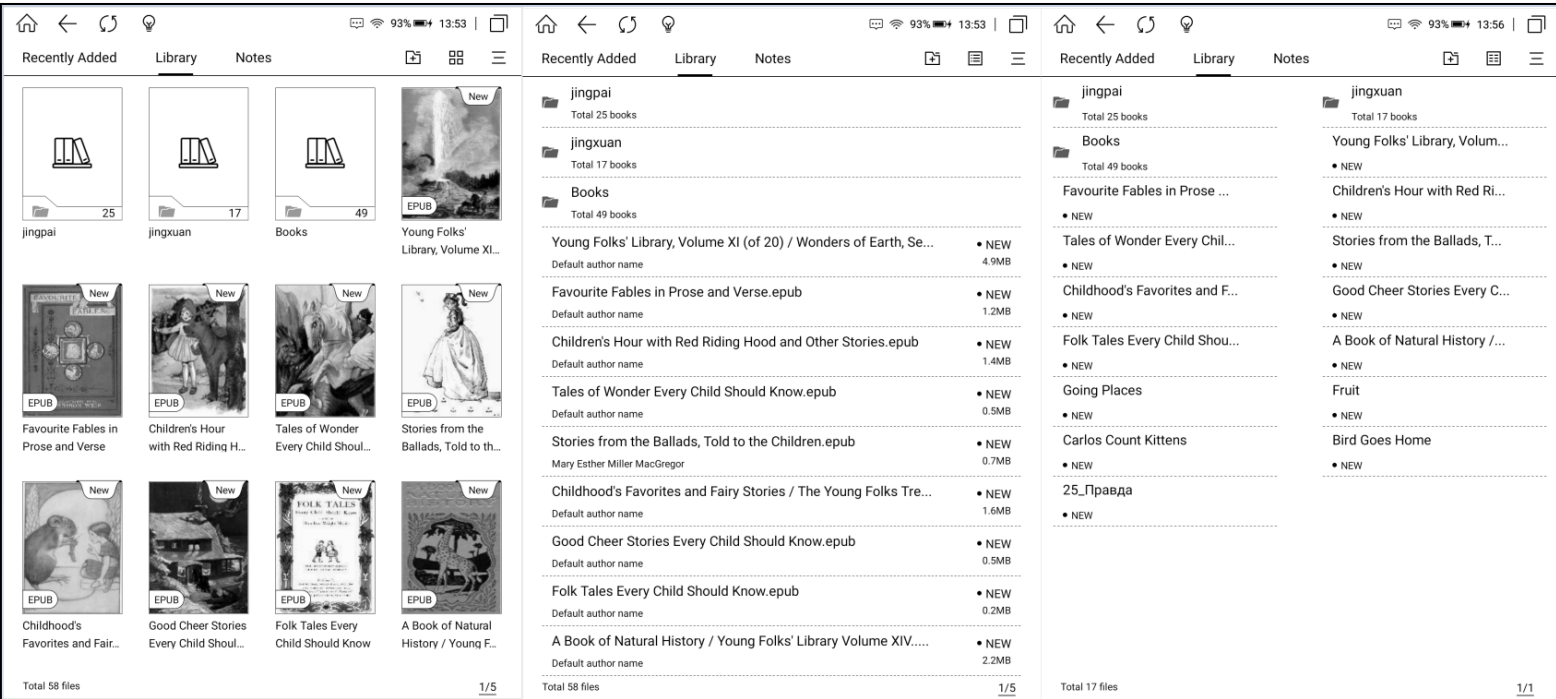 93% 13:53
Recently Added Library Notes
25
17
49
New
EPUB
jingpai
jingxuan
Books
Young Folks'
Library, Volume XI...
New
New
New
New
FAVOURITE
FABLES
EPUB
EPUB
EPUB
EPUB
Favourite Fables in
Prose and Verse
Children's Hour
with Red Riding H...
Tales of Wonder
Every Child Shoul...
Stories from the
Ballads, Told to th...
New
New
New
New
FOLK TALES
EPUB
EPUB
EPUB
EPUB
Childhood's
Favorites and Fair...
Good Cheer Stories
Every Child Shoul...
Folk Tales Every
Child Should Know
A Book of Natural
History / Young F...
Total 58 files
1/5
93% 13:53
Recently Added Library Notes
jingpai
Total 25 books
jingxuan
Total 17 books
Books
Total 49 books
Young Folks' Library, Volume XI (of 20) / Wonders of Earth, Se...
• NEW
Default author name
4.9MB
Favourite Fables in Prose and Verse.epub
• NEW
Default author name
1.2MB
Children's Hour with Red Riding Hood and Other Stories.epub
• NEW
Default author name
1.4MB
Tales of Wonder Every Child Should Know.epub
• NEW
Default author name
0.5MB
Stories from the Ballads, Told to the Children.epub
• NEW
Mary Esther Miller MacGregor
0.7MB
Childhood's Favorites and Fairy Stories / The Young Folks Tre...
• NEW
Default author name
1.6MB
Good Cheer Stories Every Child Should Know.epub
• NEW
Default author name
0.5MB
Folk Tales Every Child Should Know.epub
• NEW
Default author name
0.2MB
A Book of Natural History / Young Folks' Library Volume XIV.....
• NEW
Default author name
2.2MB
Total 58 files
1/5
93% 13:56
Recently Added Library Notes
jingpai
Total 25 books
jingxuan
Total 17 books
Books
Total 49 books
Young Folks' Library, Volum...
• NEW
Favourite Fables in Prose ...
• NEW
Children's Hour with Red Ri...
• NEW
Tales of Wonder Every Chil...
• NEW
Stories from the Ballads, T...
• NEW
Childhood's Favorites and F...
• NEW
Good Cheer Stories Every C...
• NEW
Folk Tales Every Child Shou...
• NEW
A Book of Natural History /...
• NEW
Going Places
• NEW
Fruit
• NEW
Carlos Count Kittens
• NEW
Bird Goes Home
• NEW
25_Правда
• NEW
Total 17 files
1/1